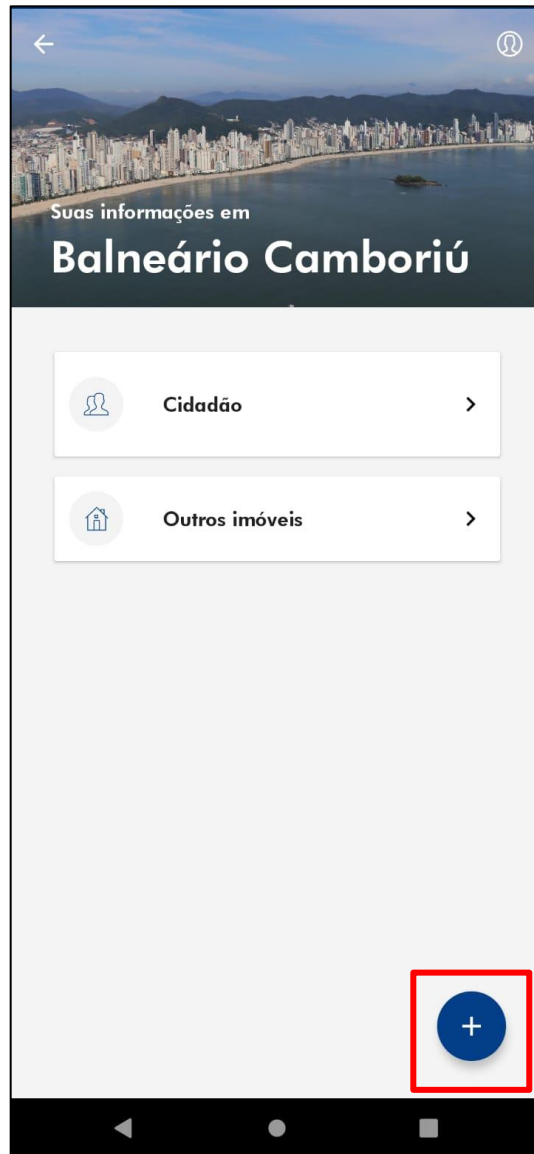 Suas informações em
Balneário Camboriú
Cidadão
Outros imóveis
+